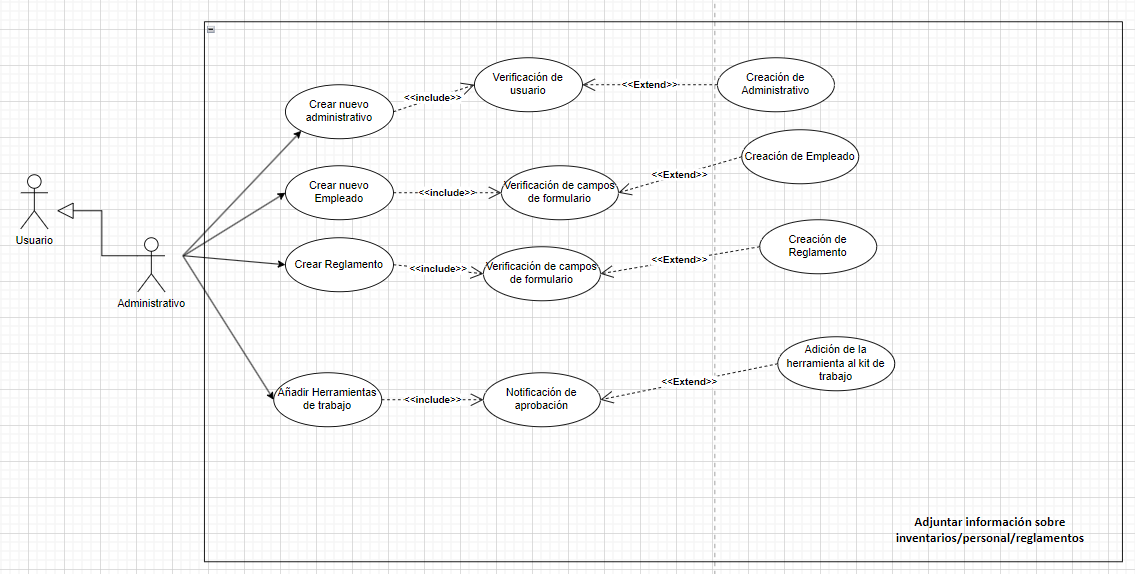 Verificación de
usuario
<<Extend>>
Creación de
Administrativo
<<include>>
Crear nuevo
administrativo
Creación de Empleado
<<Extend>>
Crear nuevo
Empleado
<<include>>
Verificación de campos
de formulario
Usuario
Creación de
Reglamento
<<Extend>>
Crear Reglamento
<<include>>
Verificación de campos
de formulario
Administrativo
Adición de la
herramienta al kit de
trabajo
<<Extend>>
Añadir Herramientas
de trabajo
<<include>>
Notificación de
aprobación
Adjuntar información sobre
inventarios/personal/reglamentos